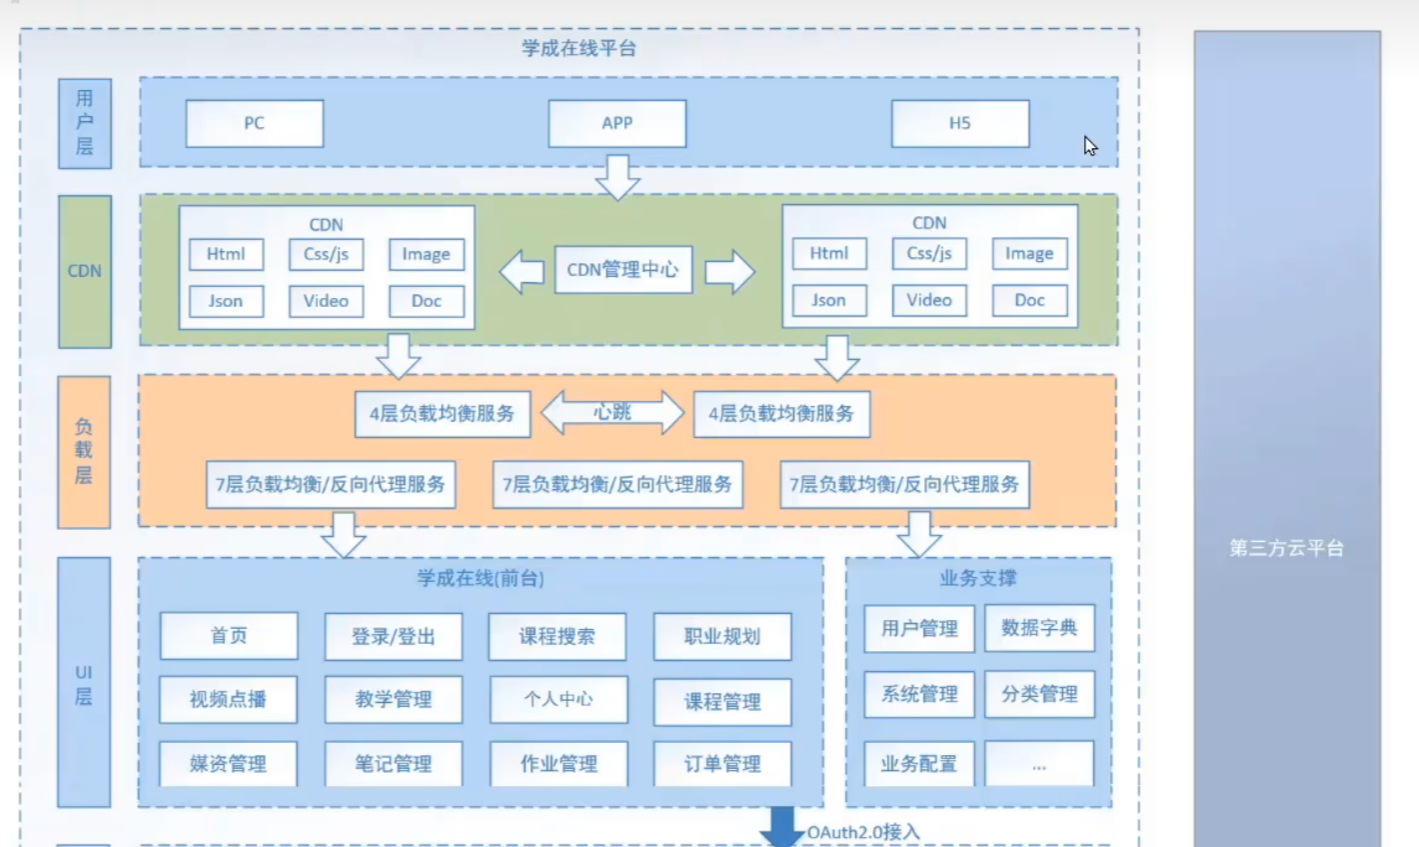 学成在线平台
用户层
PC
APP
H5
CDN
CDN
Html
Css/js
Image
Json
Video
Doc
CDN管理中心
CDN
Html
Css/js
Image
Json
Video
Doc
负载层
4层负载均衡服务
心跳
4层负载均衡服务
7层负载均衡/反向代理服务
7层负载均衡/反向代理服务
7层负载均衡/反向代理服务
UI层
学成在线(前台)
首页
登录/登出
课程搜索
职业规划
视频点播
教学管理
个人中心
课程管理
媒资管理
笔记管理
作业管理
订单管理
业务支撑
用户管理
数据字典
系统管理
分类管理
业务配置
...
OAuth2.0接入
第三方云平台